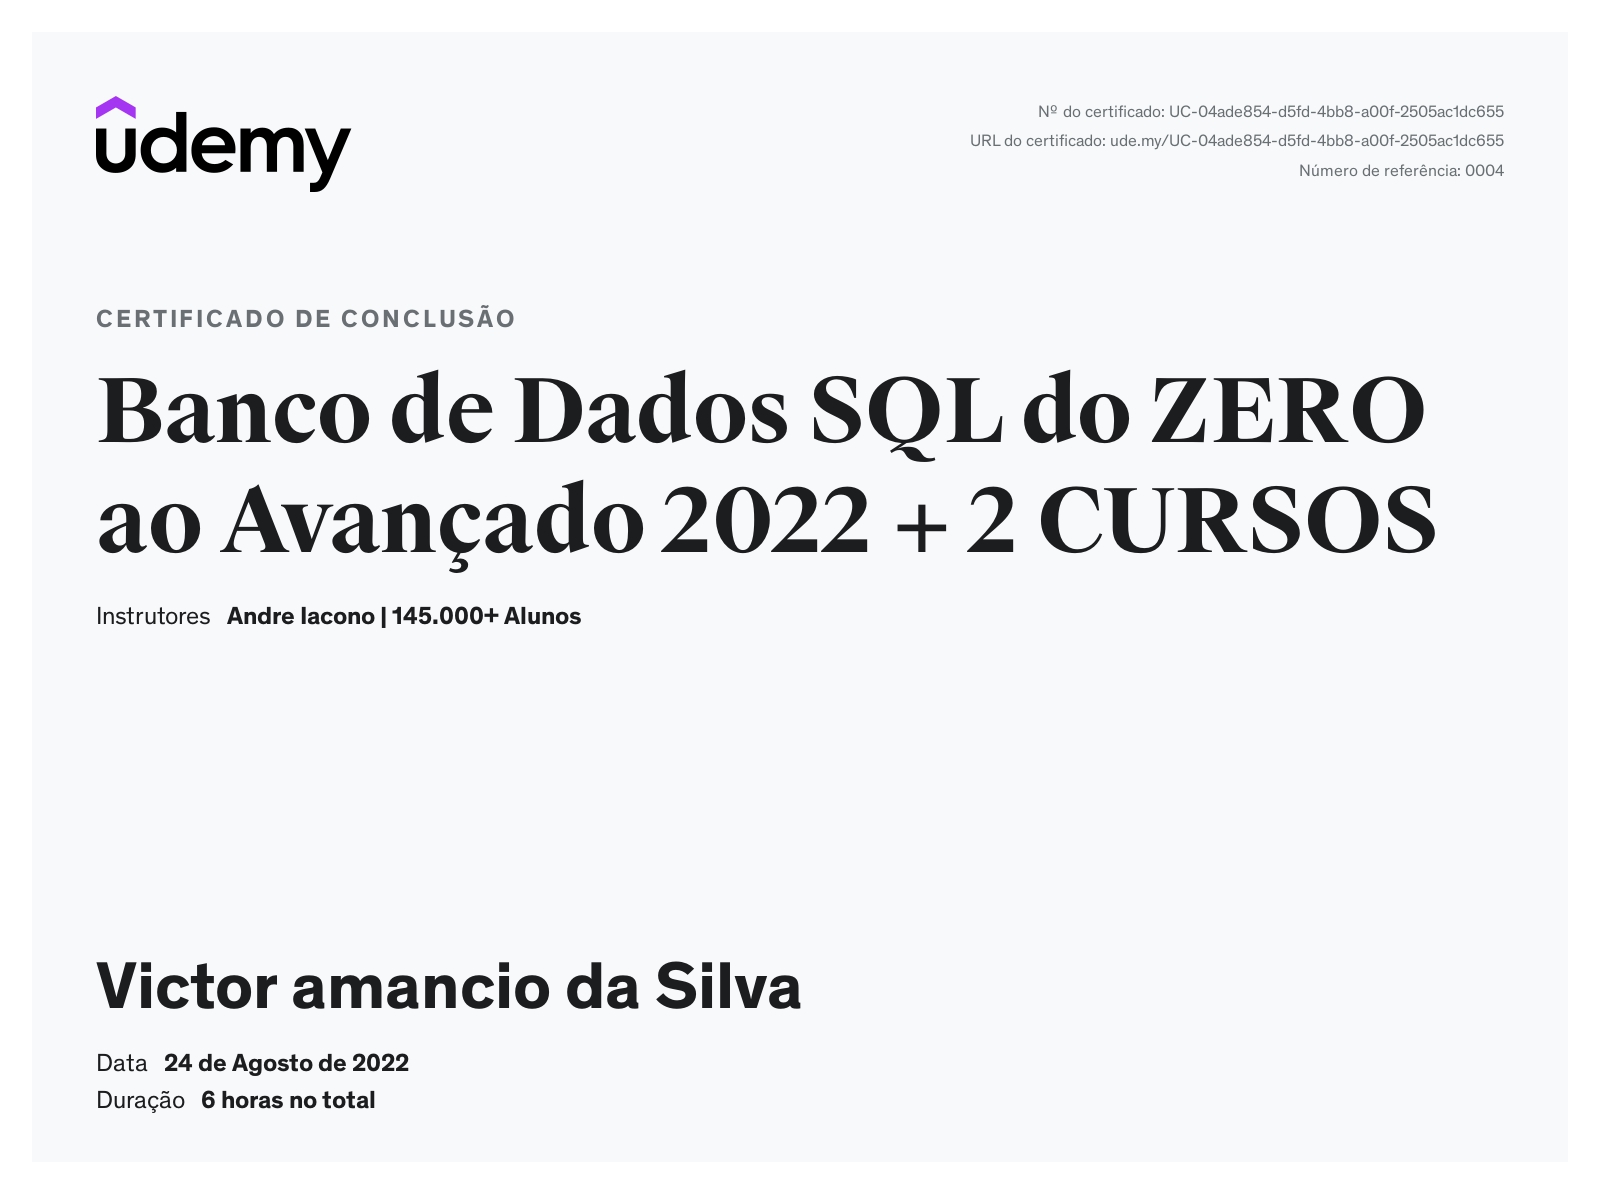 udemy
Nº do certificado: UC-04ade854-d5fd-4bb8-a00f-2505ac1dc655
URL do certificado: ude.my/UC-04ade854-d5fd-4bb8-a00f-2505ac1dc655
Número de referência: 0004
CERTIFICADO DE CONCLUSÃO
Banco de Dados SQL do ZERO
ao Avançado 2022 + 2 CURSOS
Instrutores Andre Iacono | 145.000+ Alunos
Victor amancio da Silva
Data 24 de Agosto de 2022
Duração 6 horas no total